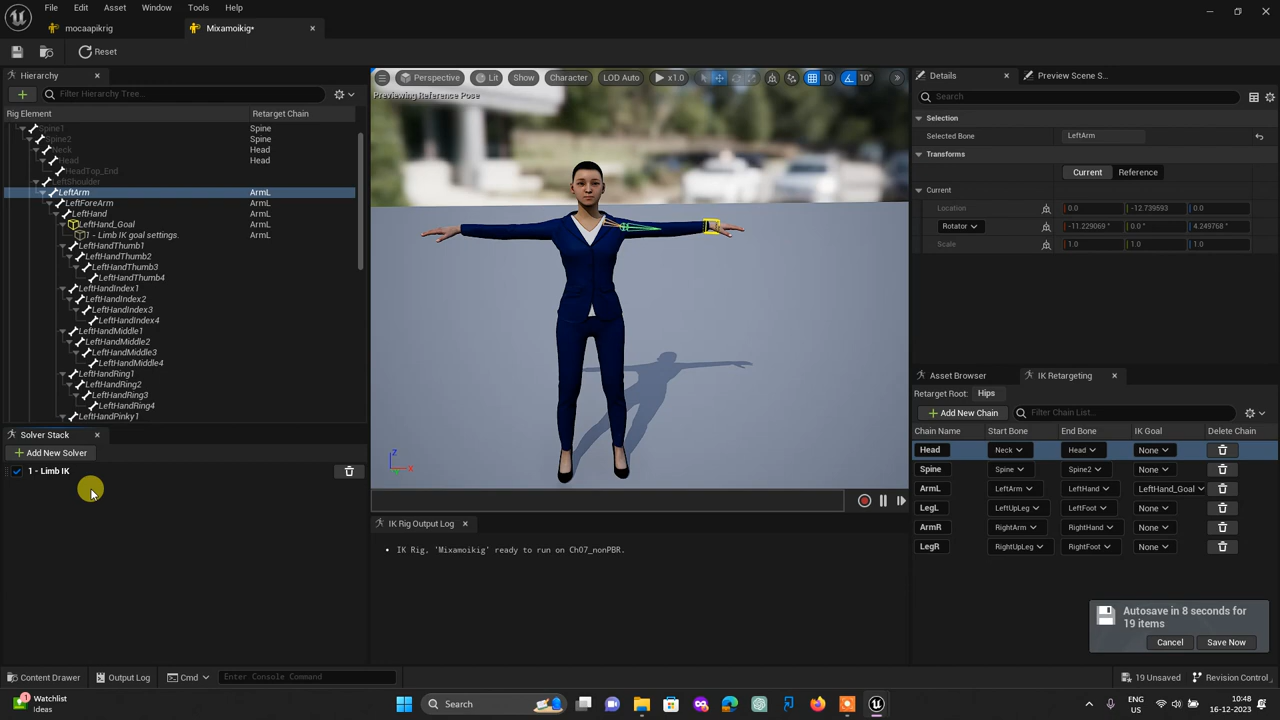 File Edit Asset Window Tools Help
mocaapikrig
Mixamoikig*
Reset
Hierarchy
Filter Hierarchy Tree...
Rig Element Retarget Chain
Spine1 Spine
Spine2 Spine
Neck Head
Head Head
HeadTop_End
LeftShoulder
LeftArm ArmL
LeftForeArm ArmL
LeftHand ArmL
LeftHand_Goal ArmL
1 - Limb IK goal settings. ArmL
LeftHandThumb1
LeftHandThumb2
LeftHandThumb3
LeftHandThumb4
LeftHandIndex1
LeftHandIndex2
LeftHandIndex3
LeftHandIndex4
LeftHandMiddle1
LeftHandMiddle2
LeftHandMiddle3
LeftHandMiddle4
LeftHandRing1
LeftHandRing2
LeftHandRing3
LeftHandRing4
LeftHandPinky1
Solver Stack
Add New Solver
1 - Limb IK
Perspective Lit Show Character LOD Auto x1.0 10 10°
Previewing Reference Pose
Z
X
IK Rig Output Log
• IK Rig, 'Mixamoikig' ready to run on Ch07_nonPBR.
Details
Preview Scene S...
Search
Selection
Selected Bone LeftArm
Transforms
Current Reference
Current
Location 0.0 -12.739593 0.0
Rotator -11.229069 ° 0.0 ° 4.249768 °
Scale 1.0 1.0 1.0
Asset Browser
IK Retargeting
Retarget Root: Hips
Add New Chain
Filter Chain List...
Chain Name Start Bone End Bone IK Goal Delete Chain
Head Neck Head None
Spine Spine Spine2 None
ArmL LeftArm LeftHand LeftHand_Goal
LegL LeftUpLeg LeftFoot None
ArmR RightArm RightHand None
LegR RightUpLeg RightFoot None
Autosave in 8 seconds for
19 items
Cancel Save Now
Content Drawer Output Log Cmd Enter Console Command 19 Unsaved Revision Control
1
Watchlist
Ideas
Search
ENG
US
10:48
16-12-2023